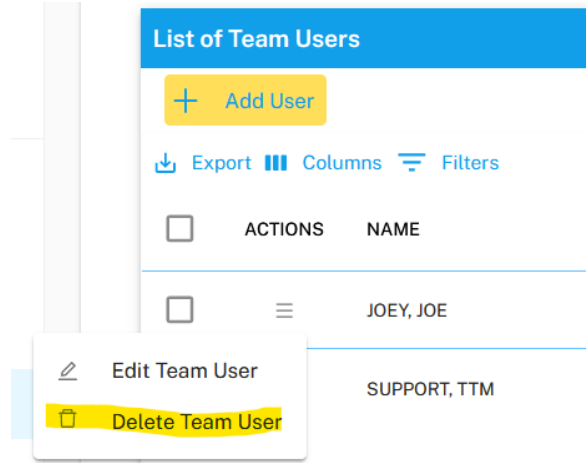 List of Team Users
Add User
Export Columns Filters
ACTIONS NAME
JOEY, JOE
Edit Team User
SUPPORT, TTM
Delete Team User